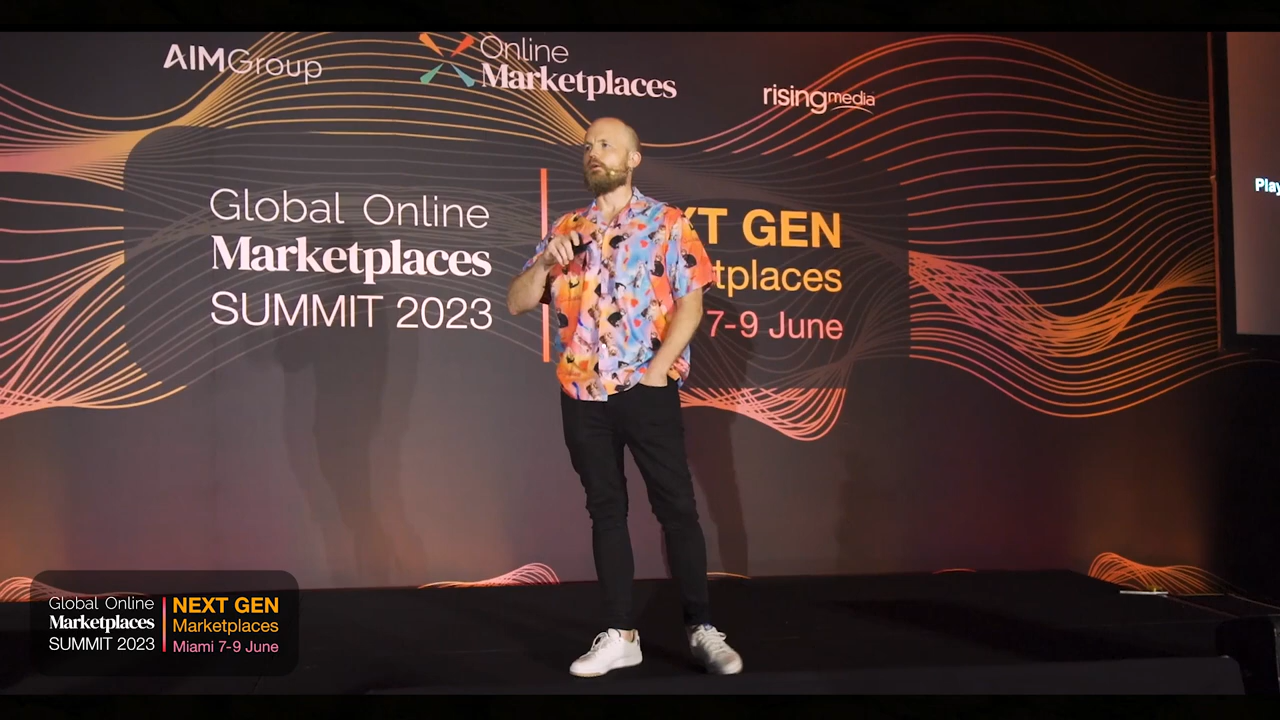 AIMGroup
Online
Marketplaces
risingmedia
Global Online
Marketplaces
SUMMIT 2023
XT GEN
tplaces
7-9 June
Play
Global Online
Marketplaces
SUMMIT 2023
NEXT GEN
Marketplaces
Miami 7-9 June